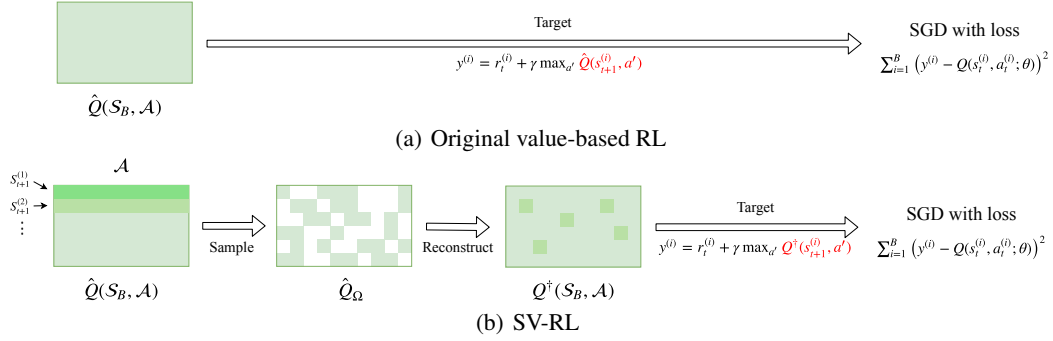 Target
y^{(i)} = r_t^{(i)} + γ max_{a'} Q̂(s_{t+1}^{(i)}, a')
SGD with loss
∑_{i=1}^{B} (y^{(i)} − Q(s_t^{(i)}, a_t^{(i)}; θ))^2
Q̂(S_B, A)
(a) Original value-based RL
A
S_{t+1}^{(1)}
S_{t+1}^{(2)}
⋮
Sample
Reconstruct
Target
y^{(i)} = r_t^{(i)} + γ max_{a'} Q^†(s_{t+1}^{(i)}, a')
SGD with loss
∑_{i=1}^{B} (y^{(i)} − Q(s_t^{(i)}, a_t^{(i)}; θ))^2
Q̂(S_B, A)
Q̂_Ω
Q^†(S_B, A)
(b) SV-RL